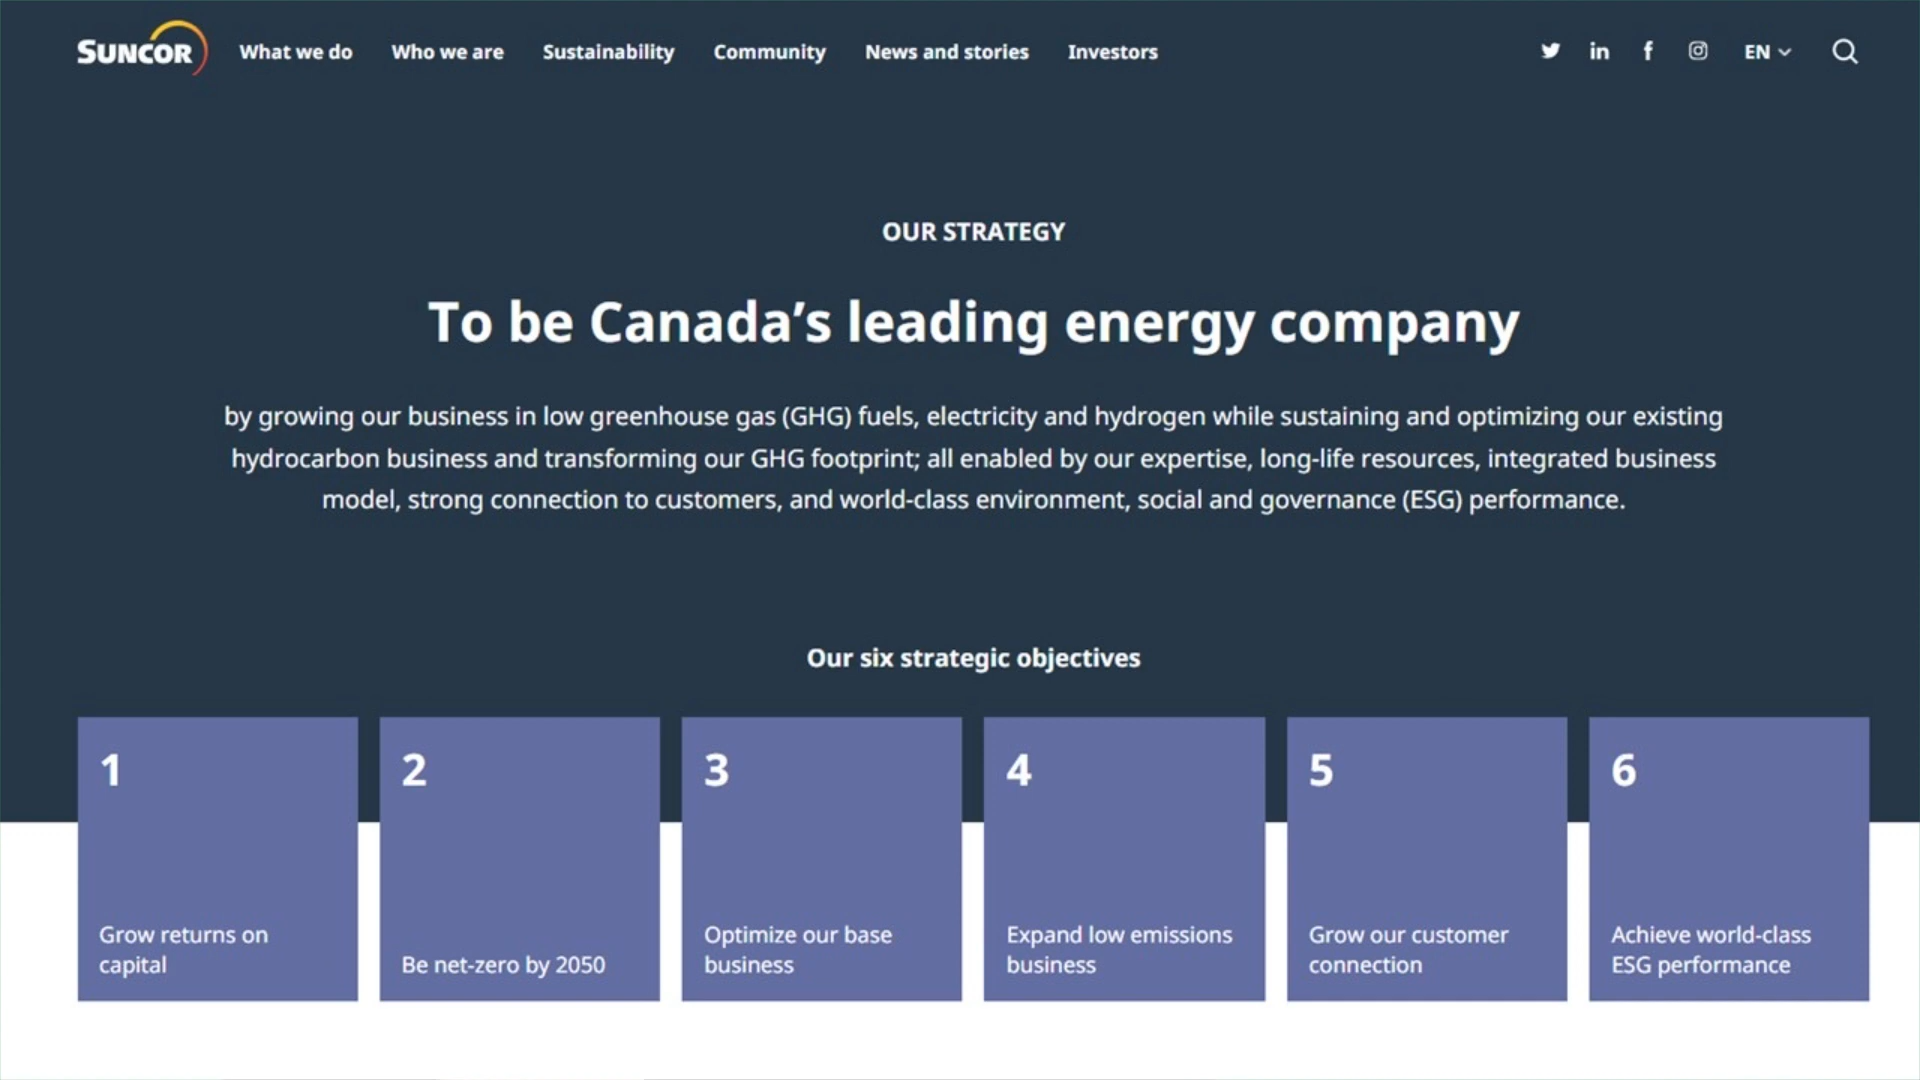 SUNCOR What we do Who we are Sustainability Community News and stories Investors EN
OUR STRATEGY
To be Canada’s leading energy company
by growing our business in low greenhouse gas (GHG) fuels, electricity and hydrogen while sustaining and optimizing our existing
hydrocarbon business and transforming our GHG footprint; all enabled by our expertise, long-life resources, integrated business
model, strong connection to customers, and world-class environment, social and governance (ESG) performance.
Our six strategic objectives
1
Grow returns on
capital
2
Be net-zero by 2050
3
Optimize our base
business
4
Expand low emissions
business
5
Grow our customer
connection
6
Achieve world-class
ESG performance